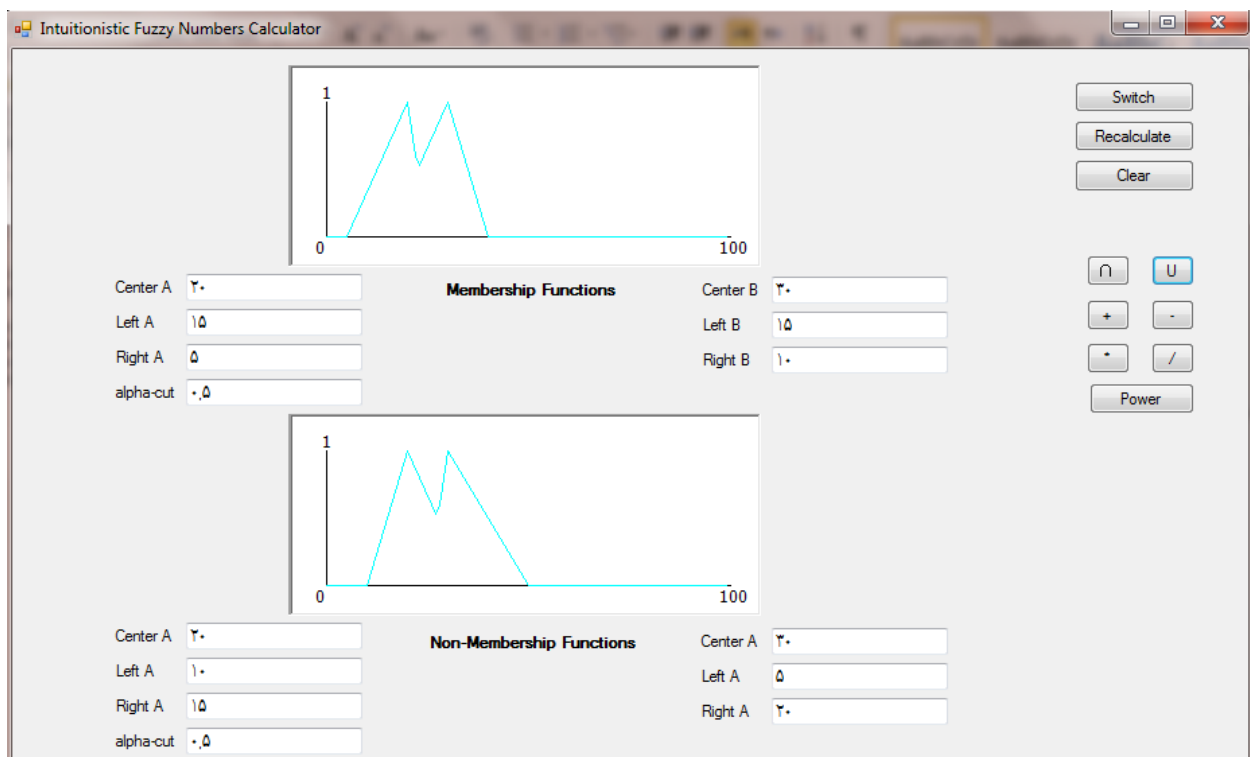 Intuitionistic Fuzzy Numbers Calculator
1
0 100
Switch
Recalculate
Clear
∩ U
+ -
* /
Power
Center A ۲۰
Left A ۱۵
Right A ۵
alpha-cut ۰٫۵
Membership Functions
Center B ۳۰
Left B ۱۵
Right B ۱۰
1
0 100
Center A ۲۰
Left A ۱۰
Right A ۱۵
alpha-cut ۰٫۵
Non-Membership Functions
Center A ۳۰
Left A ۵
Right A ۲۰